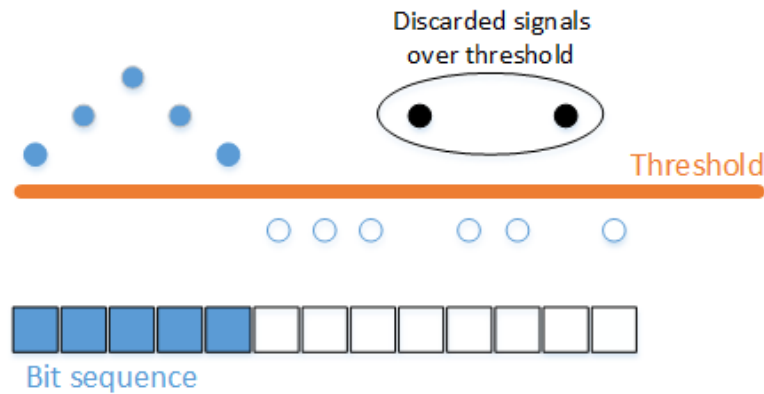 Discarded signals
over threshold
Threshold
Bit sequence